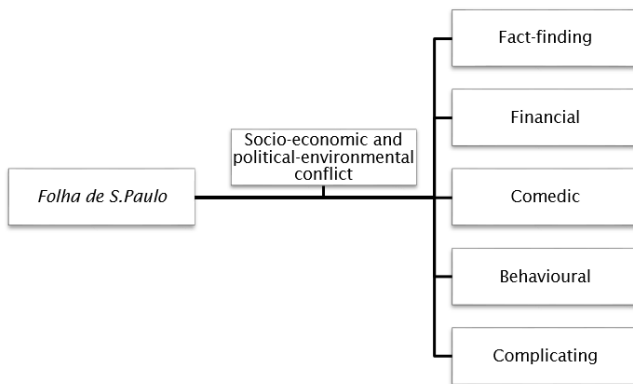 Fact-finding
Financial
Socio-economic and
political-environmental
conflict
Folha de S.Paulo
Comedic
Behavioural
Complicating